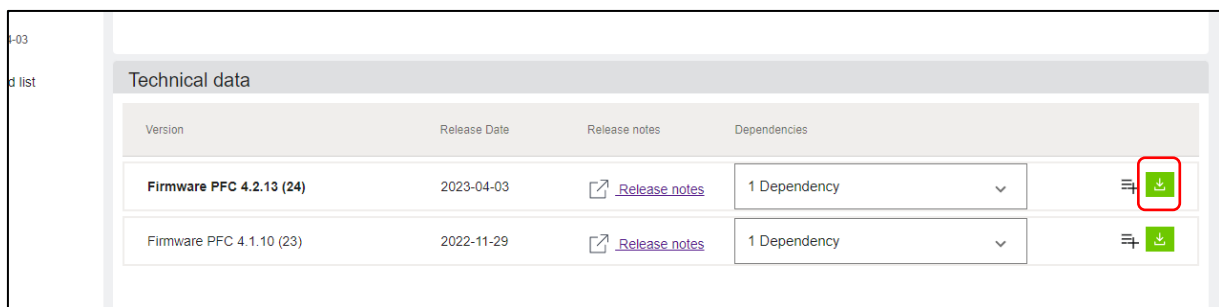 4-03
d list
Technical data
Version Release Date Release notes Dependencies
Firmware PFC 4.2.13 (24) 2023-04-03 Release notes 1 Dependency
Firmware PFC 4.1.10 (23) 2022-11-29 Release notes 1 Dependency